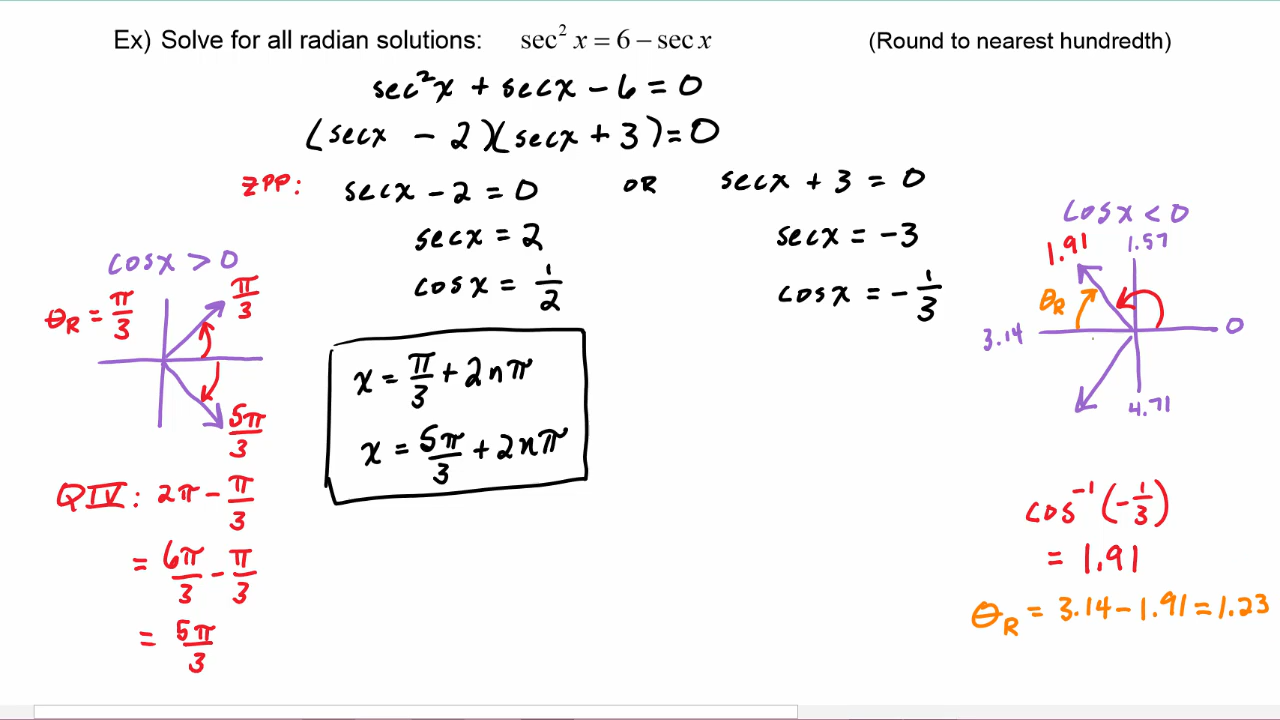 Ex) Solve for all radian solutions: sec² x = 6 − sec x (Round to nearest hundredth)
sec²x + secx − 6 = 0
(secx − 2)(secx + 3) = 0
ZPP: secx − 2 = 0 OR secx + 3 = 0
secx = 2
cosx = 1/2
secx = −3
cosx = −1/3
cosx > 0
θR = π/3
π/3
5π/3
QIV: 2π − π/3
= 6π/3 − π/3
= 5π/3
x = π/3 + 2nπ
x = 5π/3 + 2nπ
cosx < 0
1.91
1.57
θR
3.14
0
4.71
cos⁻¹(−1/3)
= 1.91
θR = 3.14 − 1.91 = 1.23